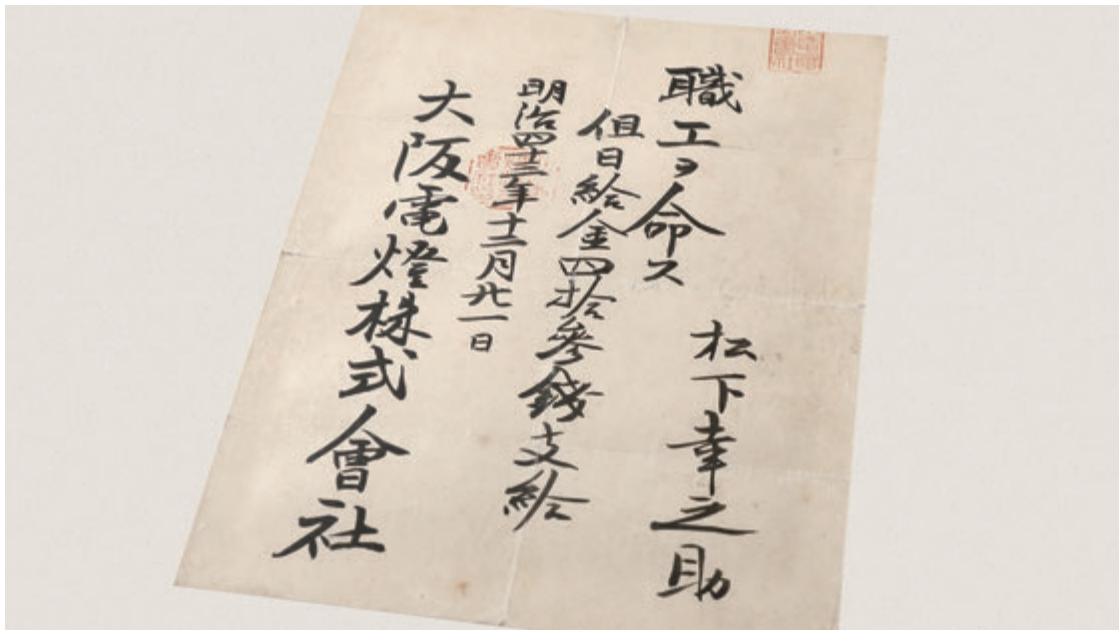 松下幸之助
職工ヲ命ス
但日給金四拾參錢支給
明治四十三年十二月廿一日
大阪電燈株式會社